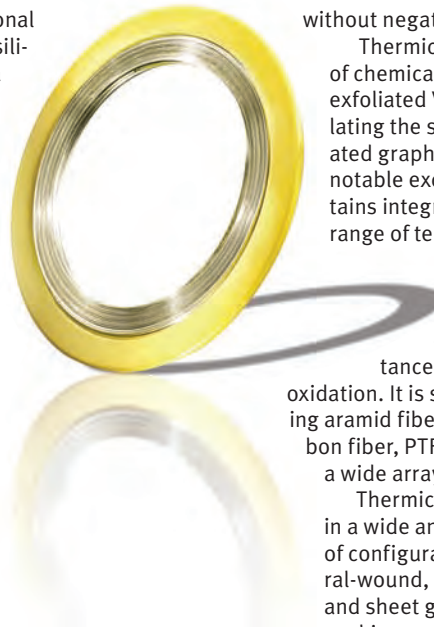 onal
sili-
without negat
Thermic
of chemica
exfoliated V
lating the s
ated graph
notable exc
tains integr
range of te
tance
oxidation. It is s
ing aramid fibe
bon fiber, PTF
a wide array
Thermic
in a wide ar
of configura
ral-wound,
and sheet g